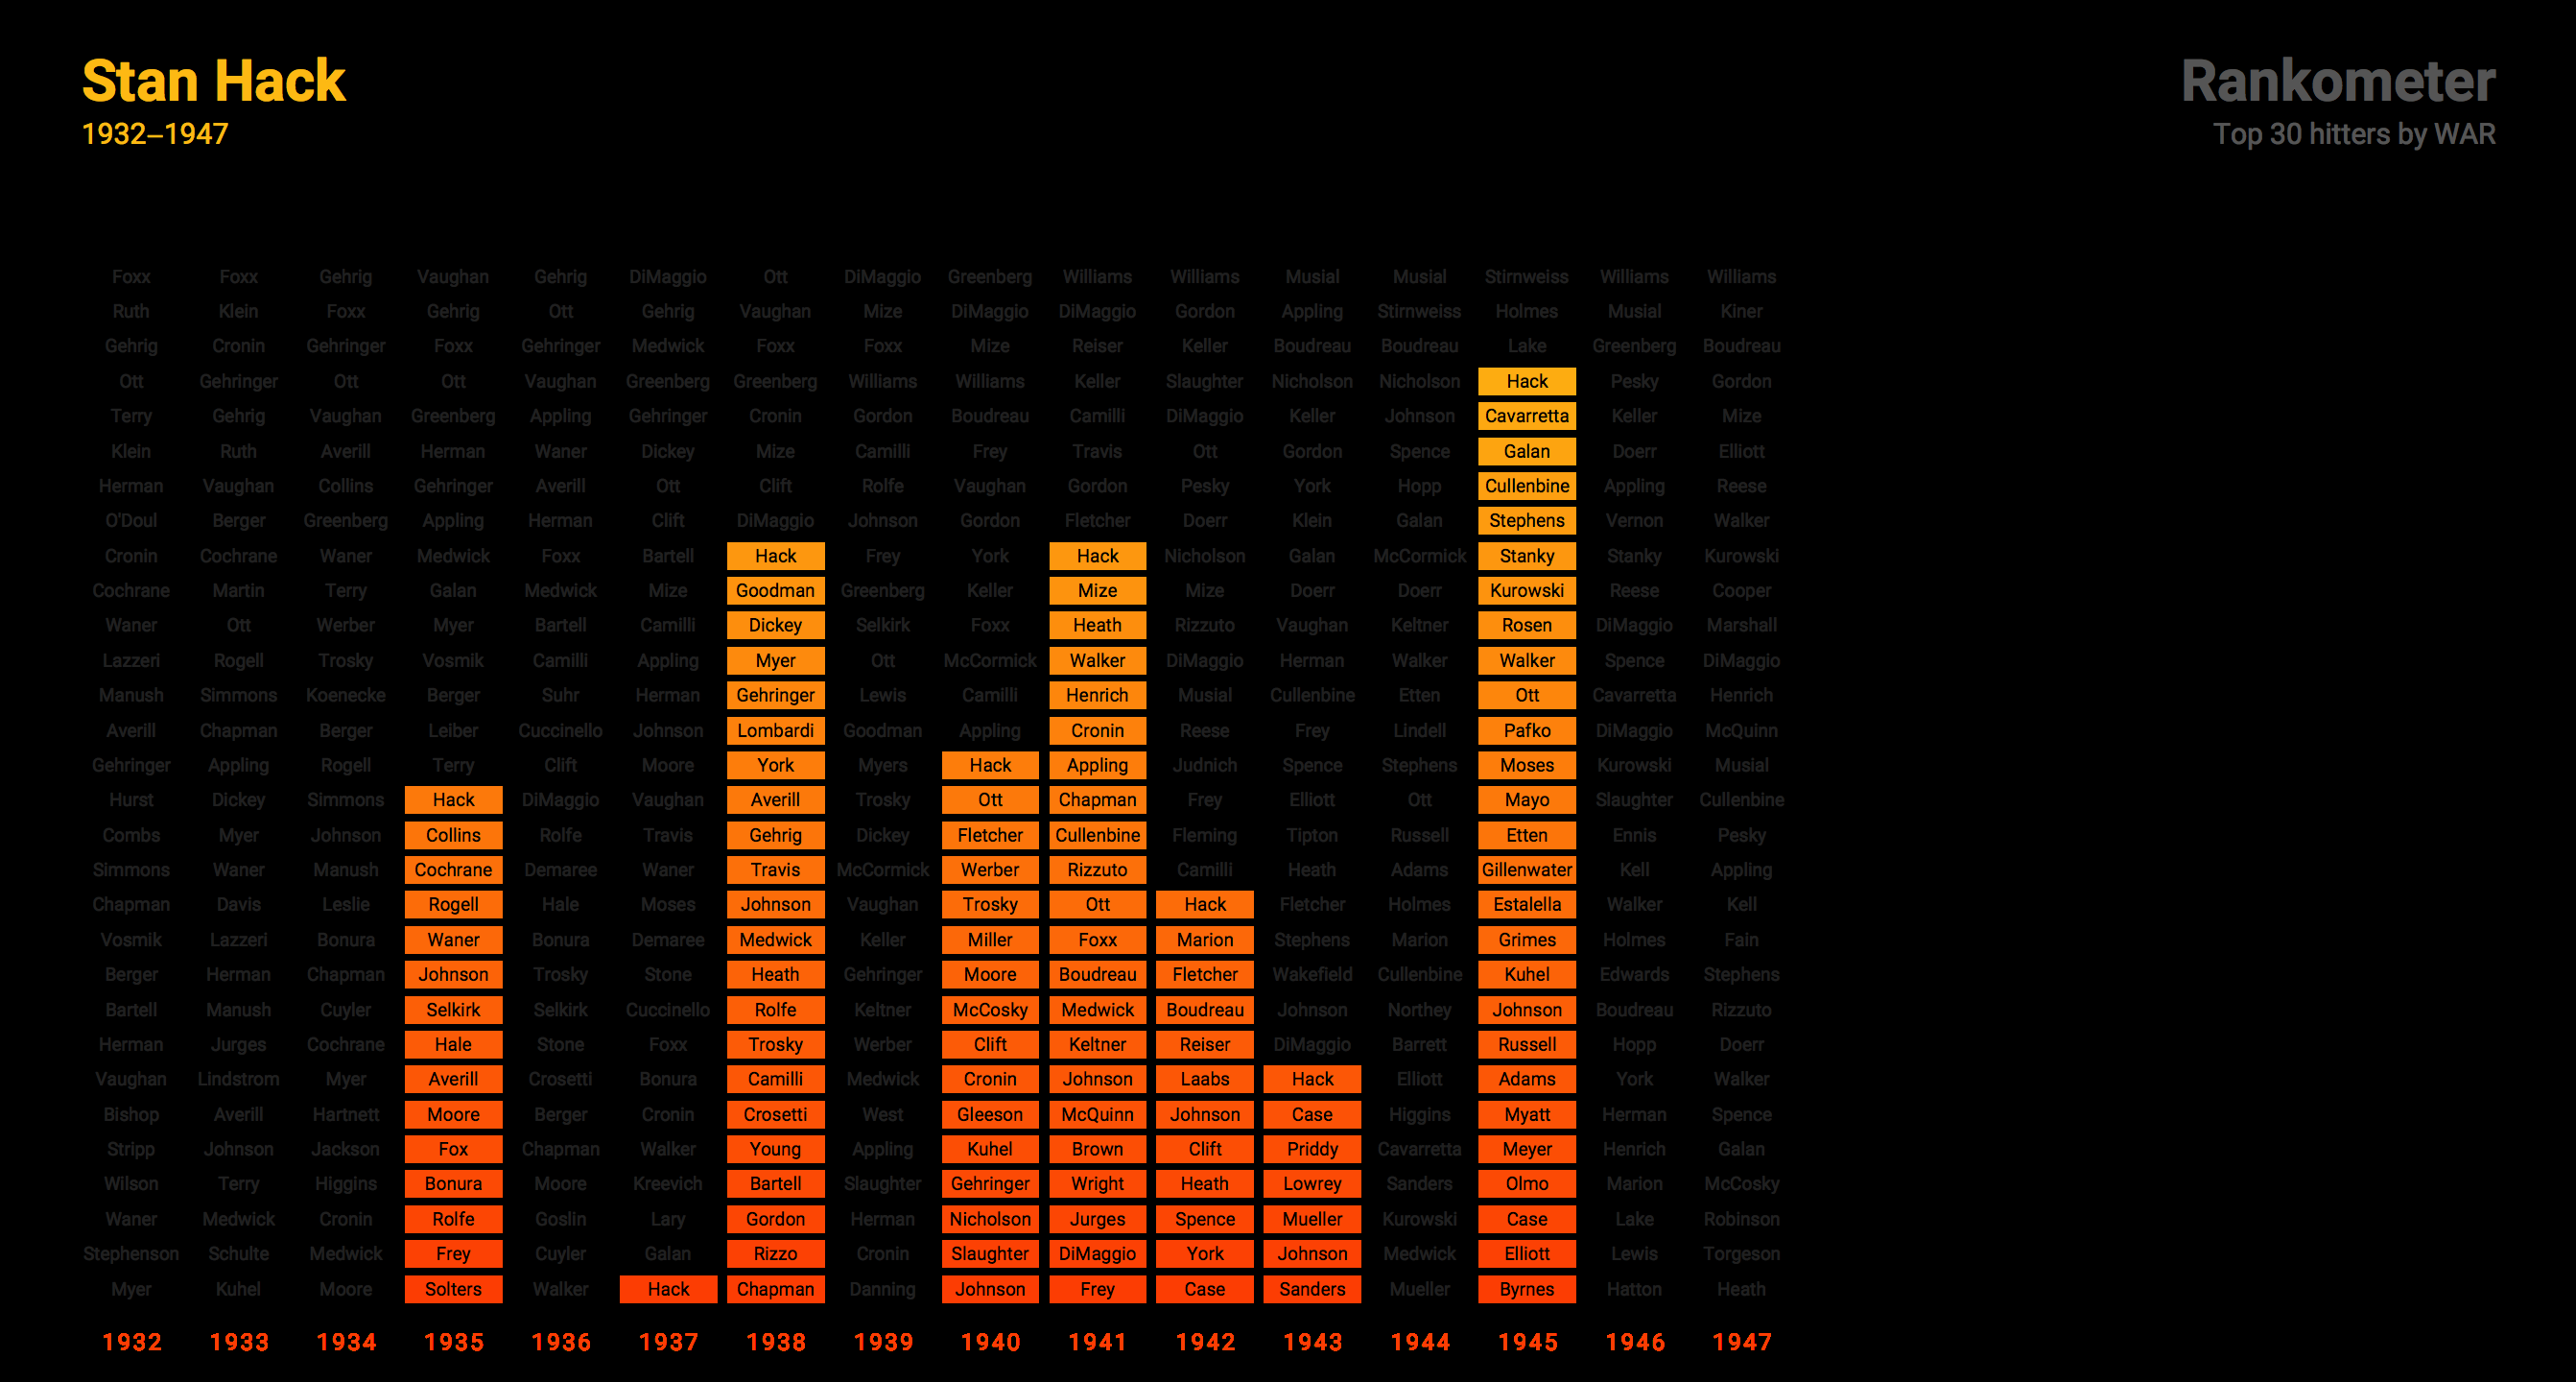 Stan Hack
1932–1947
Rankometer
Top 30 hitters by WAR
Foxx Foxx Gehrig Vaughan Gehrig DiMaggio Ott DiMaggio Greenberg Williams Williams Musial Musial Stirnweiss Williams Williams
Ruth Klein Foxx Gehrig Ott Gehrig Vaughan Mize DiMaggio DiMaggio Gordon Appling Stirnweiss Holmes Musial Kiner
Gehrig Cronin Gehringer Foxx Gehringer Medwick Foxx Foxx Mize Reiser Keller Boudreau Boudreau Lake Greenberg Boudreau
Ott Gehringer Ott Ott Vaughan Greenberg Greenberg Williams Williams Keller Slaughter Nicholson Nicholson Hack Pesky Gordon
Terry Gehrig Vaughan Greenberg Appling Gehringer Cronin Gordon Boudreau Camilli DiMaggio Keller Johnson Cavarretta Keller Mize
Klein Ruth Averill Herman Waner Dickey Mize Camilli Frey Travis Ott Gordon Spence Galan Doerr Elliott
Herman Vaughan Collins Gehringer Averill Ott Clift Rolfe Vaughan Gordon Pesky York Hopp Cullenbine Appling Reese
O'Doul Berger Greenberg Appling Herman Clift DiMaggio Johnson Gordon Fletcher Doerr Klein Galan Stephens Vernon Walker
Cronin Cochrane Waner Medwick Foxx Bartell Hack Frey York Hack Nicholson Galan McCormick Stanky Stanky Kurowski
Cochrane Martin Terry Galan Medwick Mize Goodman Greenberg Keller Mize Mize Doerr Doerr Kurowski Reese Cooper
Waner Ott Werber Myer Bartell Camilli Dickey Selkirk Foxx Heath Rizzuto Vaughan Keltner Rosen DiMaggio Marshall
Lazzeri Rogell Trosky Vosmik Camilli Appling Myer Ott McCormick Walker DiMaggio Herman Walker Walker Spence DiMaggio
Manush Simmons Koenecke Berger Suhr Herman Gehringer Lewis Camilli Henrich Musial Cullenbine Etten Ott Cavarretta Henrich
Averill Chapman Berger Leiber Cuccinello Johnson Lombardi Goodman Appling Cronin Reese Frey Lindell Pafko DiMaggio McQuinn
Gehringer Appling Rogell Terry Clift Moore York Myers Hack Appling Judnich Spence Stephens Moses Kurowski Musial
Hurst Dickey Simmons Hack DiMaggio Vaughan Averill Trosky Ott Chapman Frey Elliott Ott Mayo Slaughter Cullenbine
Combs Myer Johnson Collins Rolfe Travis Gehrig Dickey Fletcher Cullenbine Fleming Tipton Russell Etten Ennis Pesky
Simmons Waner Manush Cochrane Demaree Waner Travis McCormick Werber Rizzuto Camilli Heath Adams Gillenwater Kell Appling
Chapman Davis Leslie Rogell Hale Moses Johnson Vaughan Trosky Ott Hack Fletcher Holmes Estalella Walker Kell
Vosmik Lazzeri Bonura Waner Bonura Demaree Medwick Keller Miller Foxx Marion Stephens Marion Grimes Holmes Fain
Berger Herman Chapman Johnson Trosky Stone Heath Gehringer Moore Boudreau Fletcher Wakefield Cullenbine Kuhel Edwards Stephens
Bartell Manush Cuyler Selkirk Selkirk Cuccinello Rolfe Keltner McCosky Medwick Boudreau Johnson Northey Johnson Boudreau Rizzuto
Herman Jurges Cochrane Hale Stone Foxx Trosky Werber Clift Keltner Reiser DiMaggio Barrett Russell Hopp Doerr
Vaughan Lindstrom Myer Averill Crosetti Bonura Camilli Medwick Cronin Johnson Laabs Hack Elliott Adams York Walker
Bishop Averill Hartnett Moore Berger Cronin Crosetti West Gleeson McQuinn Johnson Case Higgins Myatt Herman Spence
Stripp Johnson Jackson Fox Chapman Walker Young Appling Kuhel Brown Clift Priddy Cavarretta Meyer Henrich Galan
Wilson Terry Higgins Bonura Moore Kreevich Bartell Slaughter Gehringer Wright Heath Lowrey Sanders Olmo Marion McCosky
Waner Medwick Cronin Rolfe Goslin Lary Gordon Herman Nicholson Jurges Spence Mueller Kurowski Case Lake Robinson
Stephenson Schulte Medwick Frey Cuyler Galan Rizzo Cronin Slaughter DiMaggio York Johnson Medwick Elliott Lewis Torgeson
Myer Kuhel Moore Solters Walker Hack Chapman Danning Johnson Frey Case Sanders Mueller Byrnes Hatton Heath
1932 1933 1934 1935 1936 1937 1938 1939 1940 1941 1942 1943 1944 1945 1946 1947